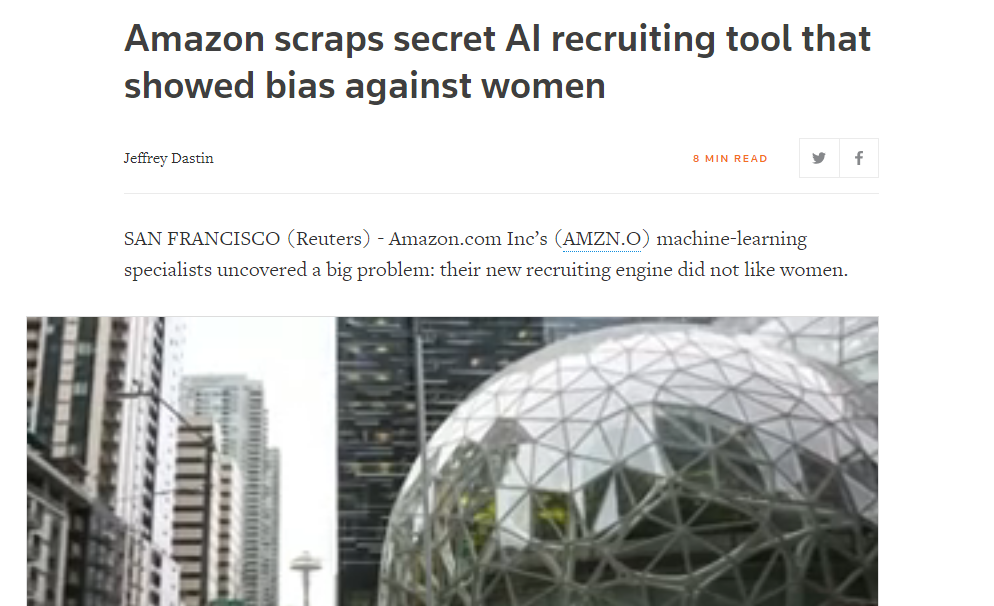 Amazon scraps secret AI recruiting tool that
showed bias against women
Jeffrey Dastin
8 MIN READ
SAN FRANCISCO (Reuters) - Amazon.com Inc’s (AMZN.O) machine-learning
specialists uncovered a big problem: their new recruiting engine did not like women.